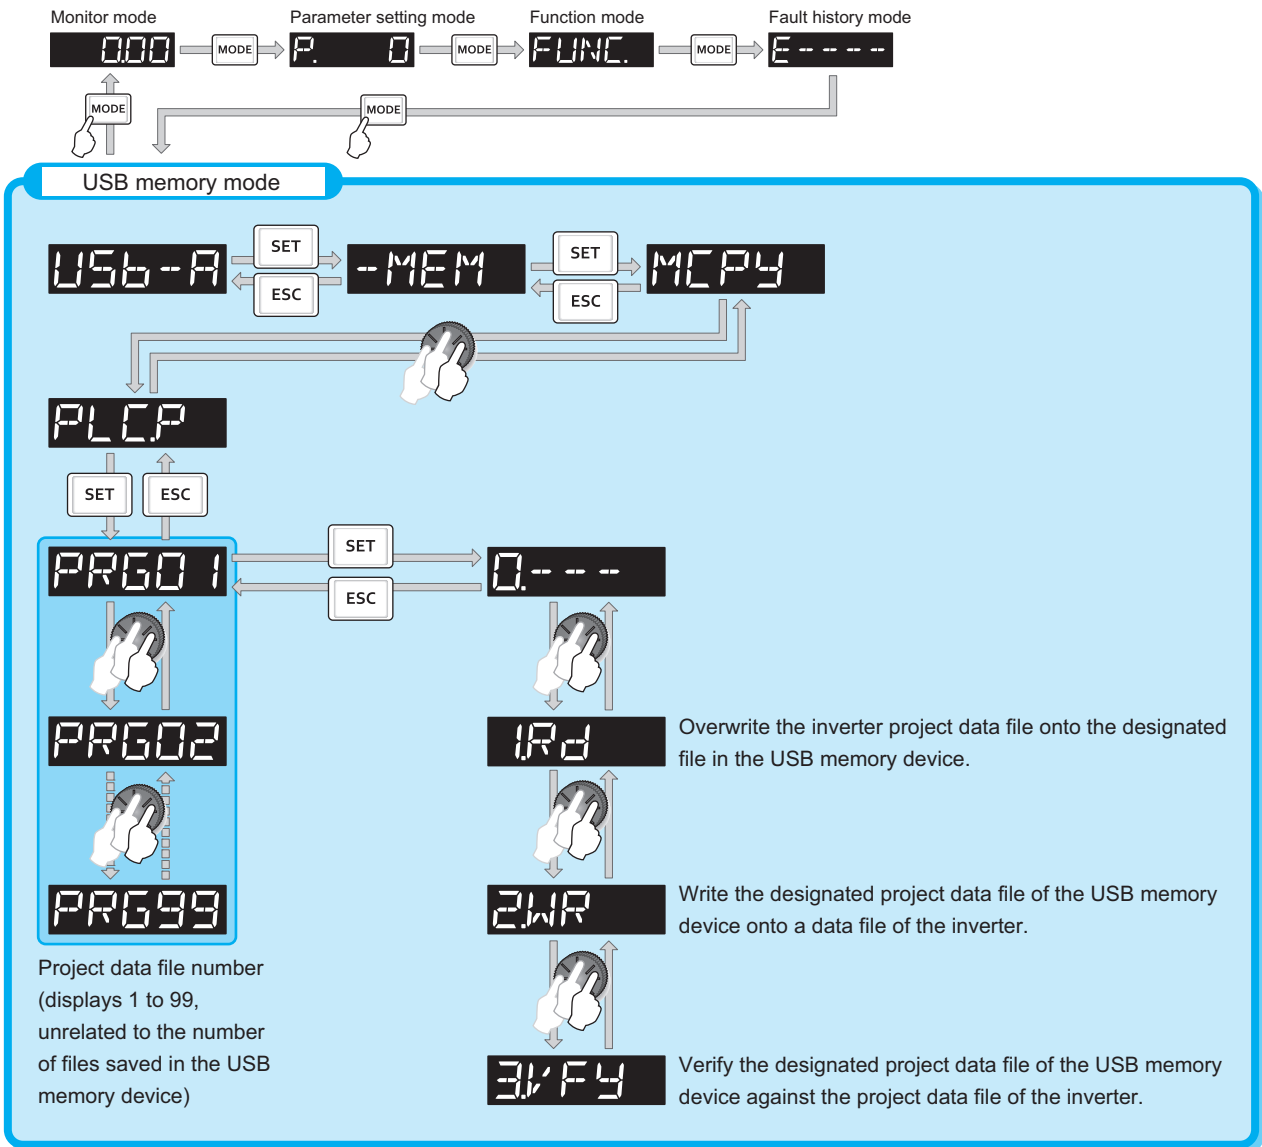 Monitor mode
Parameter setting mode
Function mode
Fault history mode
0.00
MODE
P. 0
MODE
FUNC.
MODE
E----
MODE
MODE
USB memory mode
USb-A
SET
ESC
-MEM
SET
ESC
MCPy
PLC.P
SET
ESC
PRG01
SET
ESC
0.---
PRG02
1.Rd
Overwrite the inverter project data file onto the designated
file in the USB memory device.
PRG99
2.WR
Write the designated project data file of the USB memory
device onto a data file of the inverter.
Project data file number
(displays 1 to 99,
unrelated to the number
of files saved in the USB
memory device)
3.VFy
Verify the designated project data file of the USB memory
device against the project data file of the inverter.